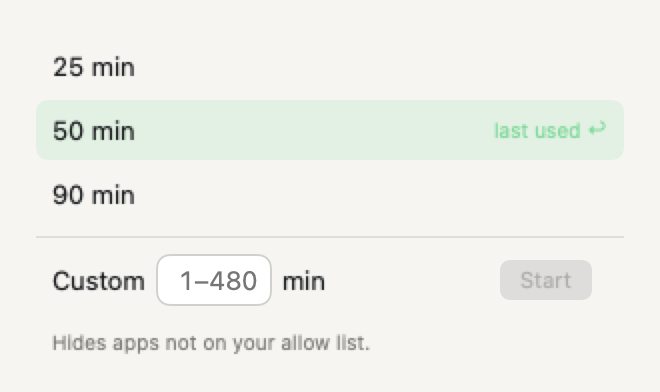 25 min
50 min last used ↩
90 min
Custom 1–480 min Start
Hides apps not on your allow list.